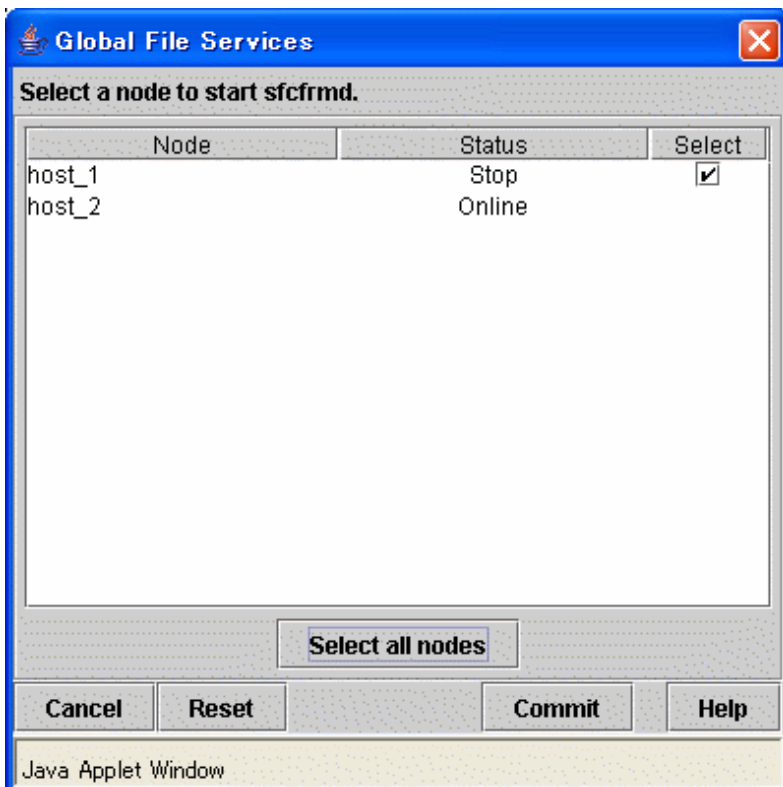 Global File Services
Select a node to start sfcfrmd.
Node Status Select
host_1 Stop
host_2 Online
Select all nodes
Cancel Reset Commit Help
Java Applet Window